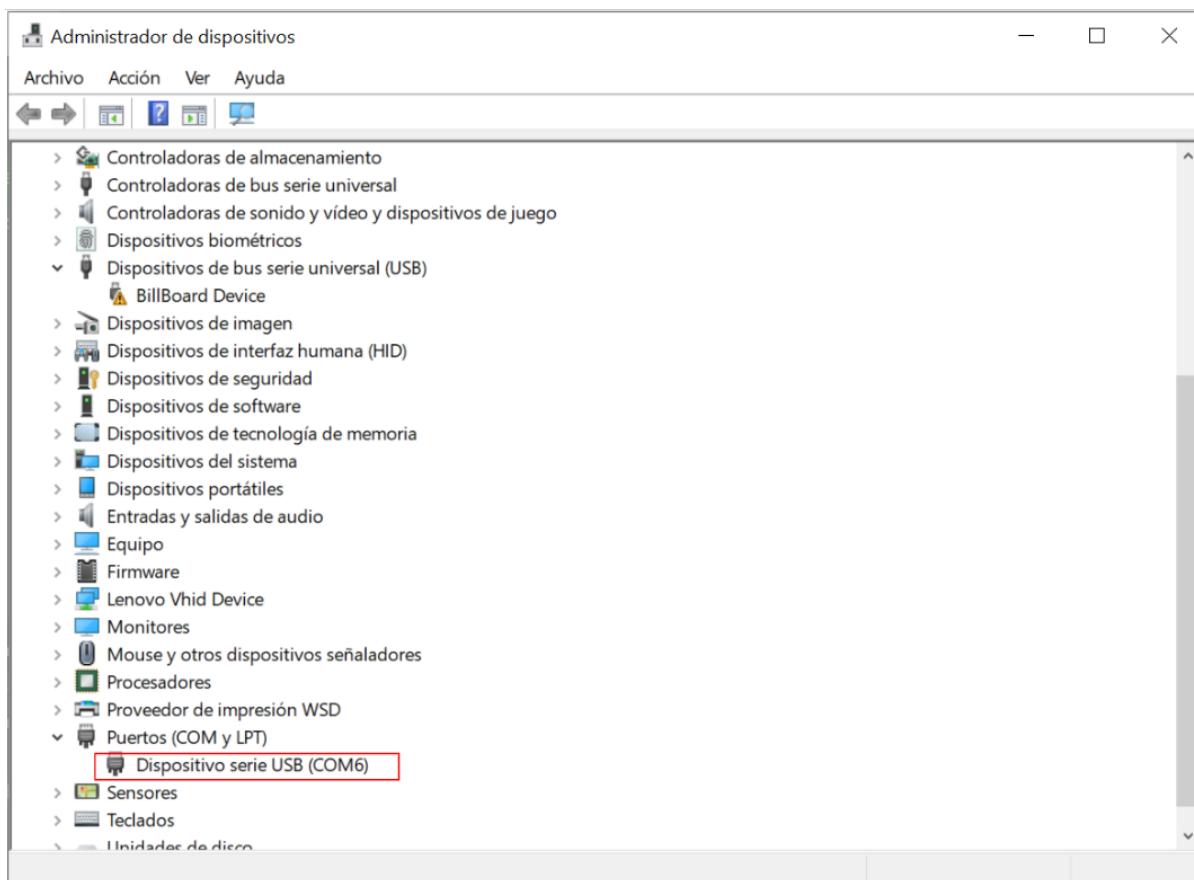 Administrador de dispositivos
Archivo Acción Ver Ayuda
Controladoras de almacenamiento
Controladoras de bus serie universal
Controladoras de sonido y vídeo y dispositivos de juego
Dispositivos biométricos
Dispositivos de bus serie universal (USB)
BillBoard Device
Dispositivos de imagen
Dispositivos de interfaz humana (HID)
Dispositivos de seguridad
Dispositivos de software
Dispositivos de tecnología de memoria
Dispositivos del sistema
Dispositivos portátiles
Entradas y salidas de audio
Equipo
Firmware
Lenovo Vhid Device
Monitores
Mouse y otros dispositivos señaladores
Procesadores
Proveedor de impresión WSD
Puertos (COM y LPT)
Dispositivo serie USB (COM6)
Sensores
Teclados
Unidades de disco